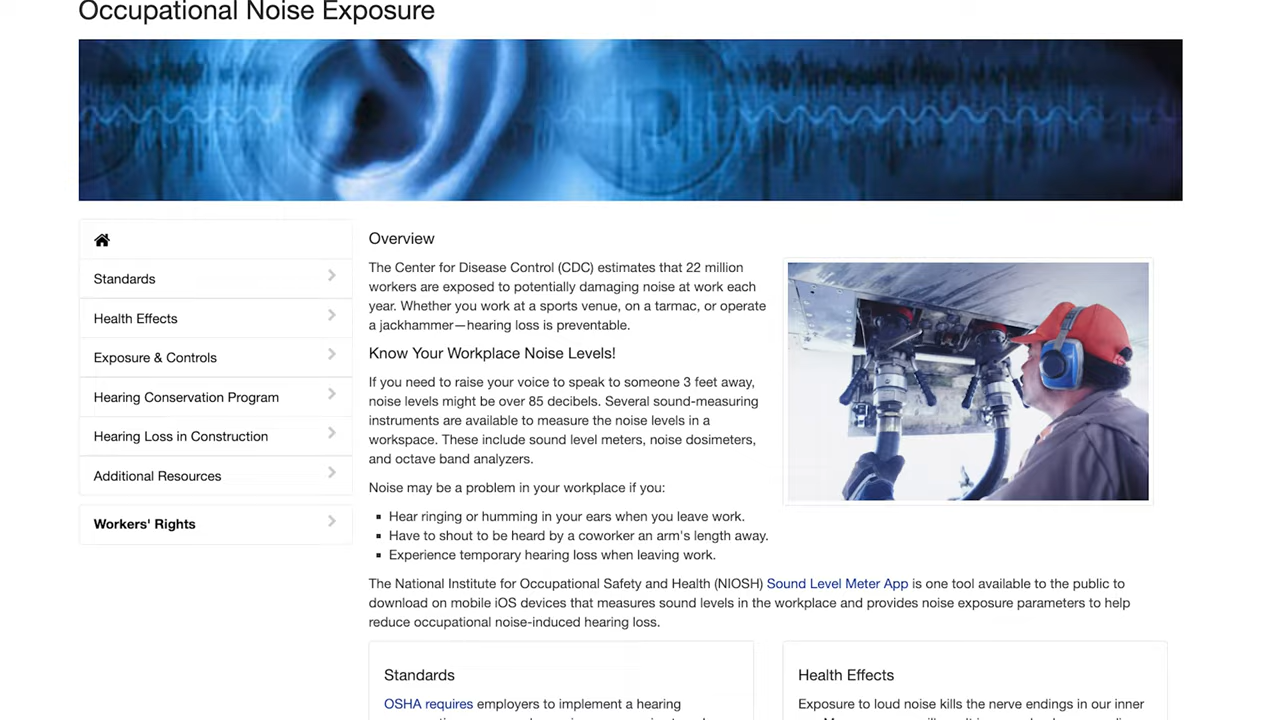 Occupational Noise Exposure
Standards
Health Effects
Exposure & Controls
Hearing Conservation Program
Hearing Loss in Construction
Additional Resources
Workers' Rights
Overview
The Center for Disease Control (CDC) estimates that 22 million
workers are exposed to potentially damaging noise at work each
year. Whether you work at a sports venue, on a tarmac, or operate
a jackhammer—hearing loss is preventable.
Know Your Workplace Noise Levels!
If you need to raise your voice to speak to someone 3 feet away,
noise levels might be over 85 decibels. Several sound-measuring
instruments are available to measure the noise levels in a
workspace. These include sound level meters, noise dosimeters,
and octave band analyzers.
Noise may be a problem in your workplace if you:
Hear ringing or humming in your ears when you leave work.
Have to shout to be heard by a coworker an arm's length away.
Experience temporary hearing loss when leaving work.
The National Institute for Occupational Safety and Health (NIOSH) Sound Level Meter App is one tool available to the public to
download on mobile iOS devices that measures sound levels in the workplace and provides noise exposure parameters to help
reduce occupational noise-induced hearing loss.
Standards
OSHA requires employers to implement a hearing
Health Effects
Exposure to loud noise kills the nerve endings in our inner